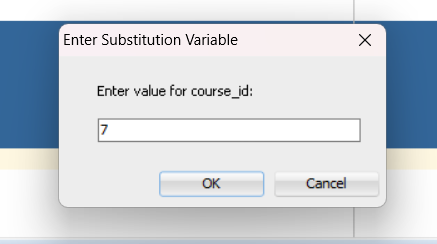 Enter Substitution Variable
Enter value for course_id:
7
OK Cancel